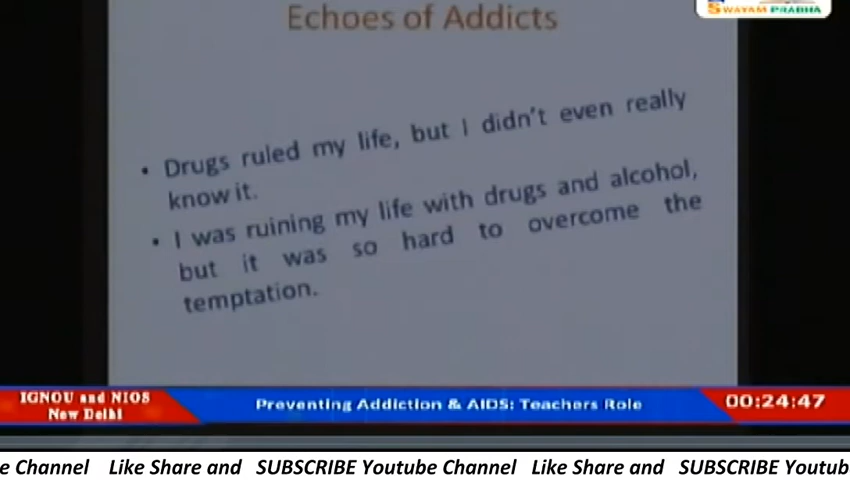 Echoes of Addicts
SWAYAM PRABHA
• Drugs ruled my life, but I didn't even really
know it.
• I was ruining my life with drugs and alcohol,
but it was so hard to overcome the
temptation.
IGNOU and NIOS
New Delhi
Preventing Addiction & AIDS: Teachers Role
00:24:47
e Channel Like Share and SUBSCRIBE Youtube Channel Like Share and SUBSCRIBE Youtub